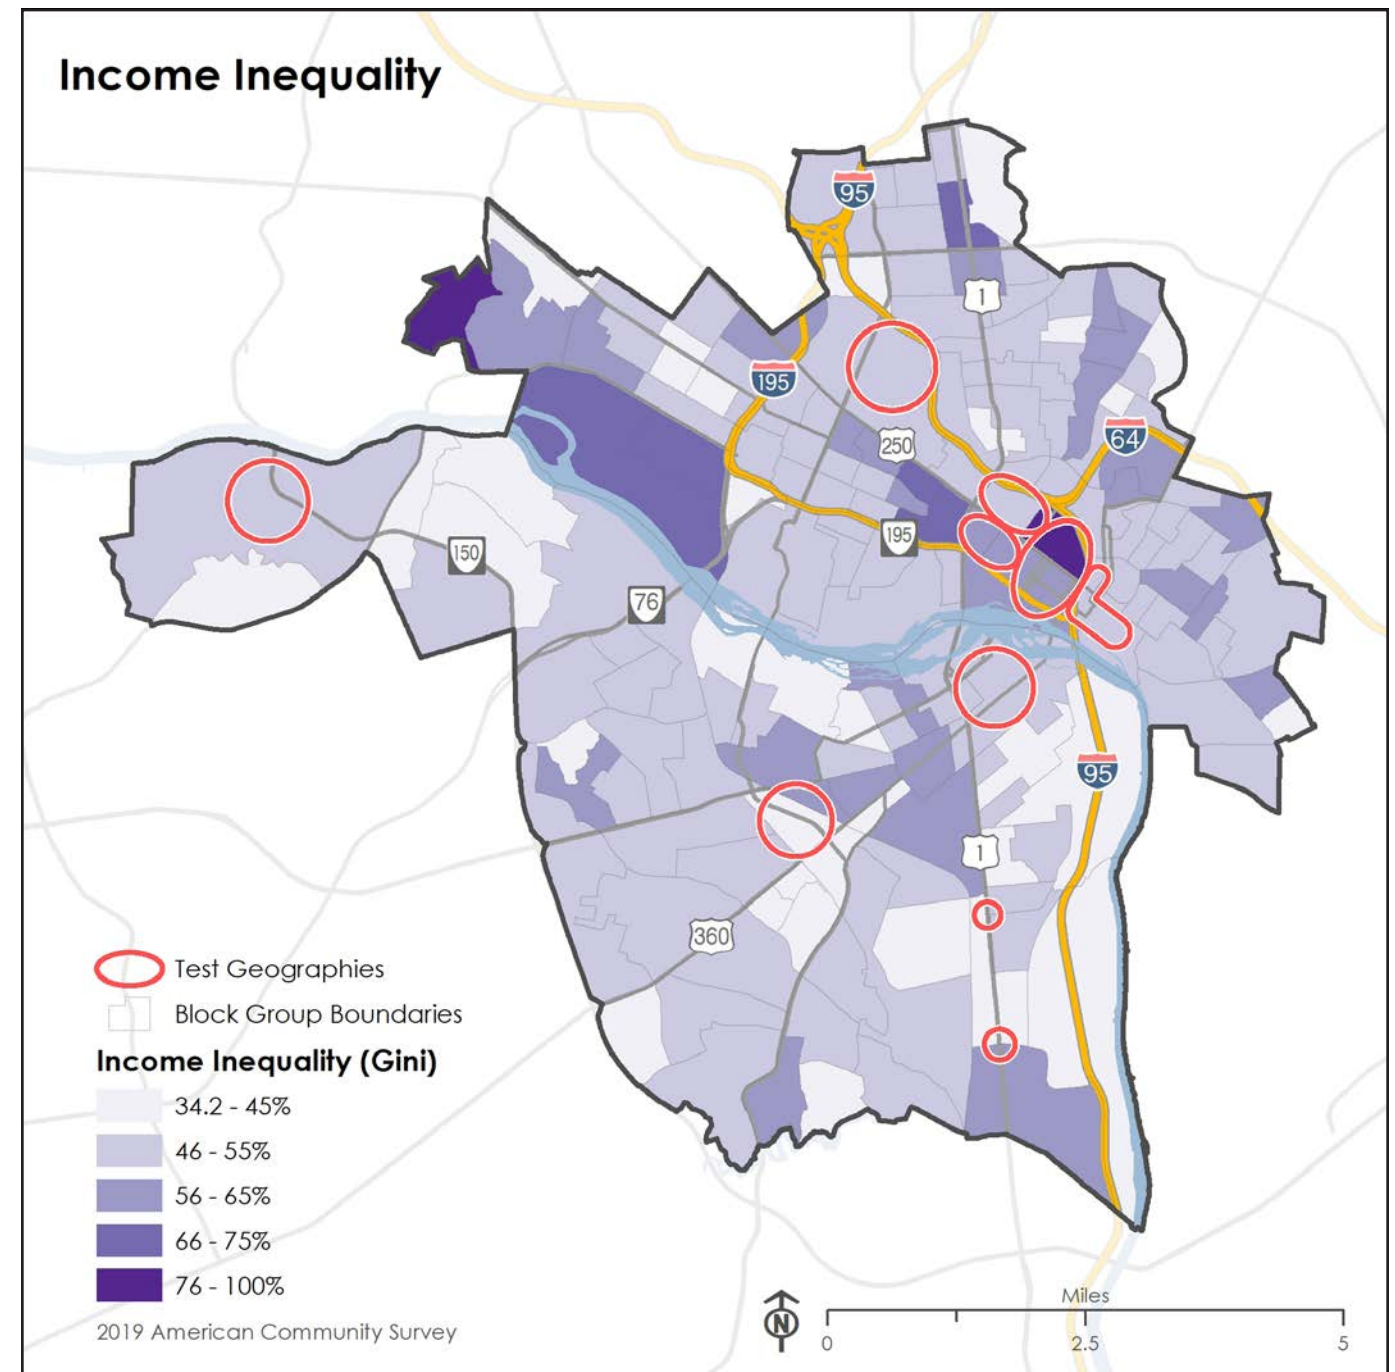 Income Inequality
95
1
195
250
64
195
150
76
95
1
360
Test Geographies
Block Group Boundaries
Income Inequality (Gini)
34.2 - 45%
46 - 55%
56 - 65%
66 - 75%
76 - 100%
2019 American Community Survey
N
Miles
0
2.5
5